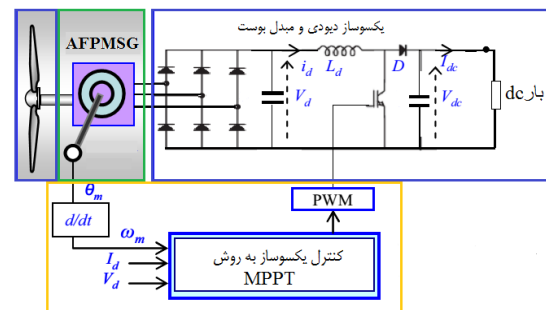 یکسوساز دیودی و مبدل بوست
AFPMSG
i_d
L_d
D
I_dc
V_d
V_dc
بار dc
θ_m
d/dt
ω_m
PWM
I_d
V_d
کنترل یکسوساز به روش
MPPT